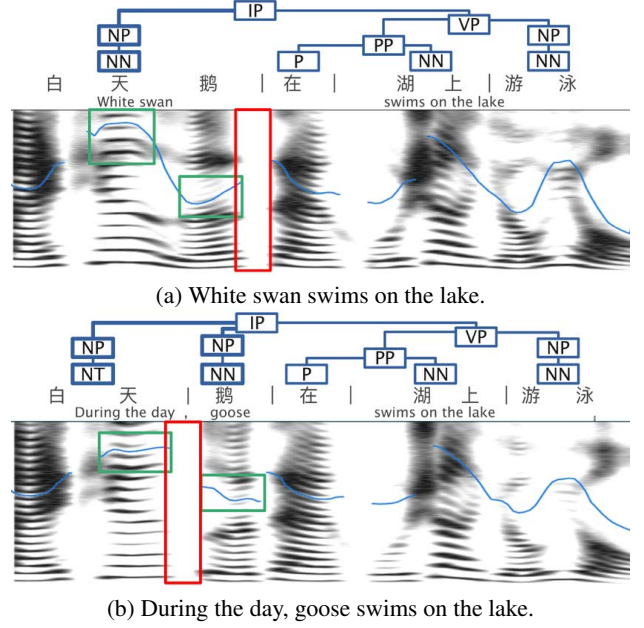 IP
VP
NP
PP
NP
NN
P
NN
NN
白 天 鹅 | 在 | 湖 上 | 游 泳
White swan swims on the lake
(a) White swan swims on the lake.
IP
VP
NP NP
PP
NP
NT NN
P
NN
NN
白 天 | 鹅 | 在 | 湖 上 | 游 泳
During the day , goose swims on the lake
(b) During the day, goose swims on the lake.